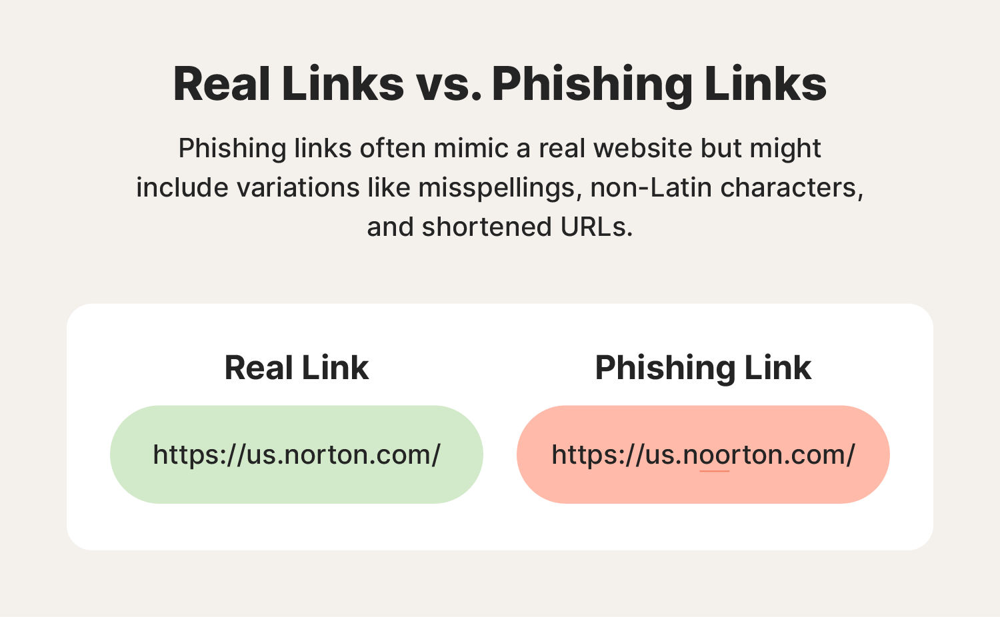 Real Links vs. Phishing Links
Phishing links often mimic a real website but might
include variations like misspellings, non-Latin characters,
and shortened URLs.
Real Link
https://us.norton.com/
Phishing Link
https://us.noorton.com/